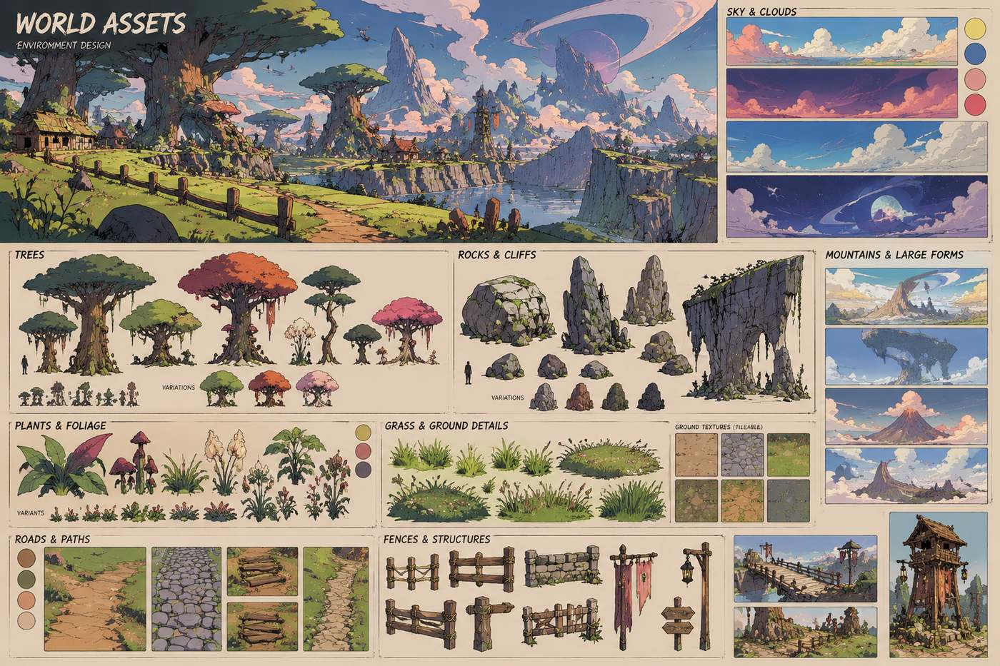 WORLD ASSETS
ENVIROMMENT DESIGN
SKY & CLOUDS
TREES
VARIATIONS
ROCKS & CLIFFS
VARIATIONS
MOUNTAINS & LARGE FORMS
PLANTS & FOLIAGE
VARIANTS
GRASS & GROUND DETAILS
GROUND TEXTURES (TILEABLE)
ROADS & PATHS
FENCES & STRUCTURES